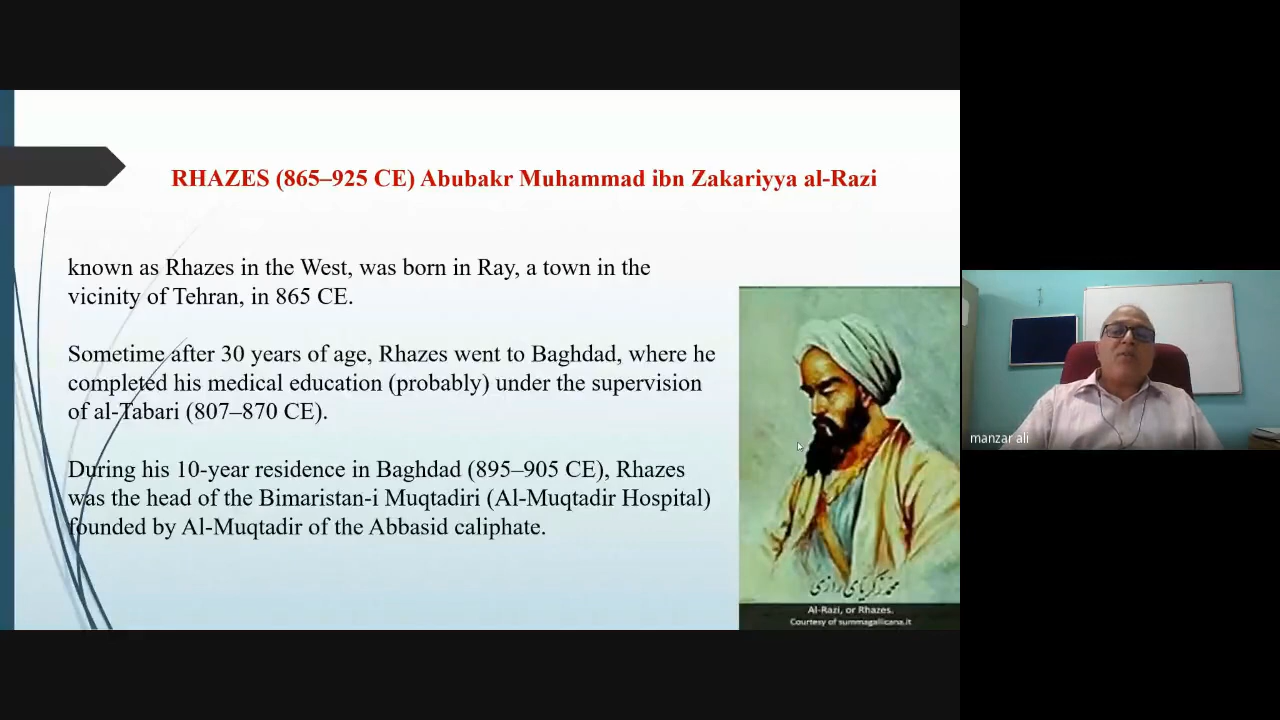 RHAZES (865–925 CE) Abubakr Muhammad ibn Zakariyya al-Razi
known as Rhazes in the West, was born in Ray, a town in the
vicinity of Tehran, in 865 CE.
Sometime after 30 years of age, Rhazes went to Baghdad, where he
completed his medical education (probably) under the supervision
of al-Tabari (807–870 CE).
During his 10-year residence in Baghdad (895–905 CE), Rhazes
was the head of the Bimaristan-i Muqtadiri (Al-Muqtadir Hospital)
founded by Al-Muqtadir of the Abbasid caliphate.
محمد زکریای رازی
Al-Razi, or Rhazes.
Courtesy of summagallicana.it
manzar ali